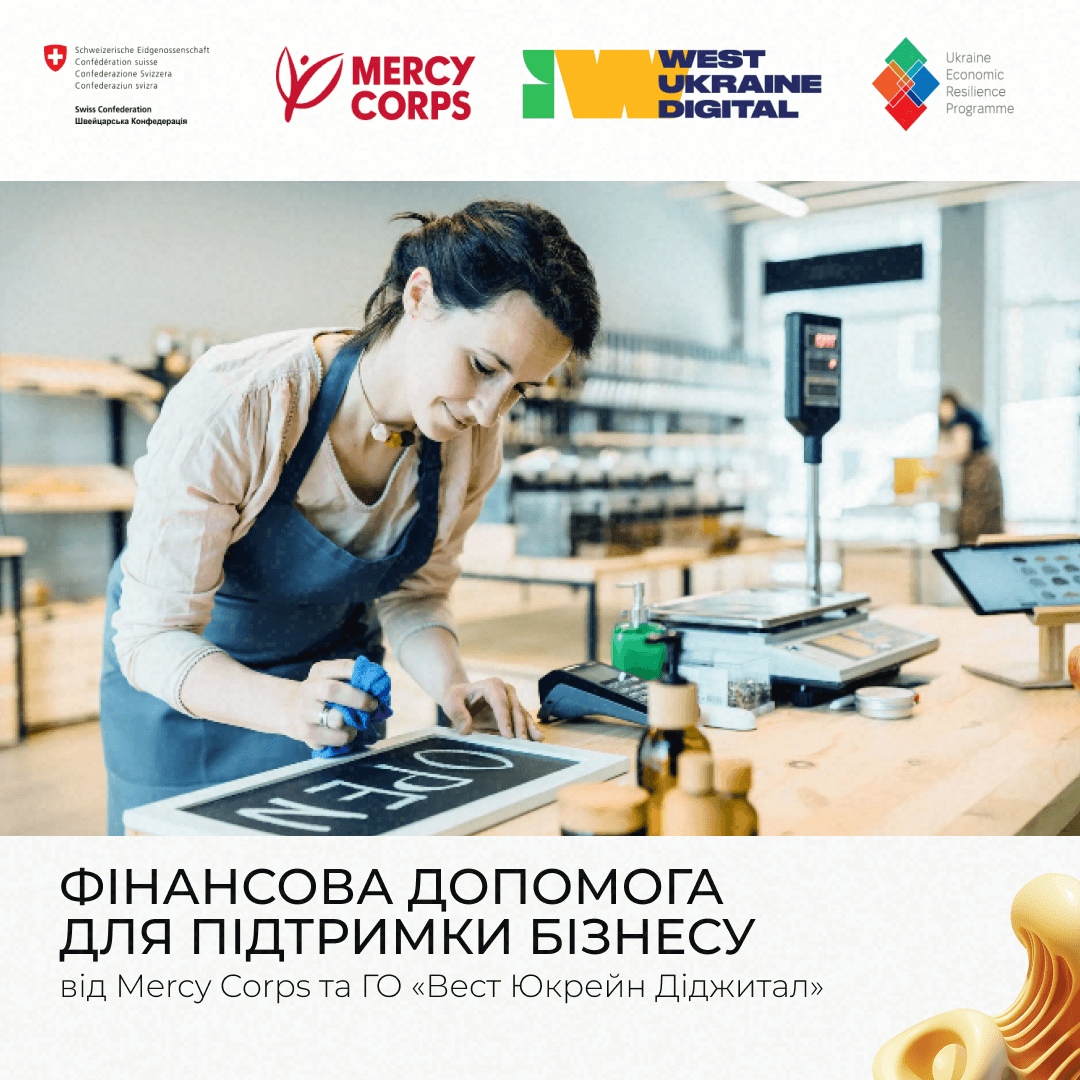 Schweizerische Eidgenossenschaft
Confédération suisse
Confederazione Svizzera
Confederaziun svizra
Swiss Confederation
Швейцарська Конфедерація
MERCY
CORPS
WEST
UKRAINE
DIGITAL
Ukraine
Economic
Resilience
Programme
OPEN
ФІНАНСОВА ДОПОМОГА
ДЛЯ ПІДТРИМКИ БІЗНЕСУ
від Mercy Corps та ГО «Вест Юкрейн Діджитал»